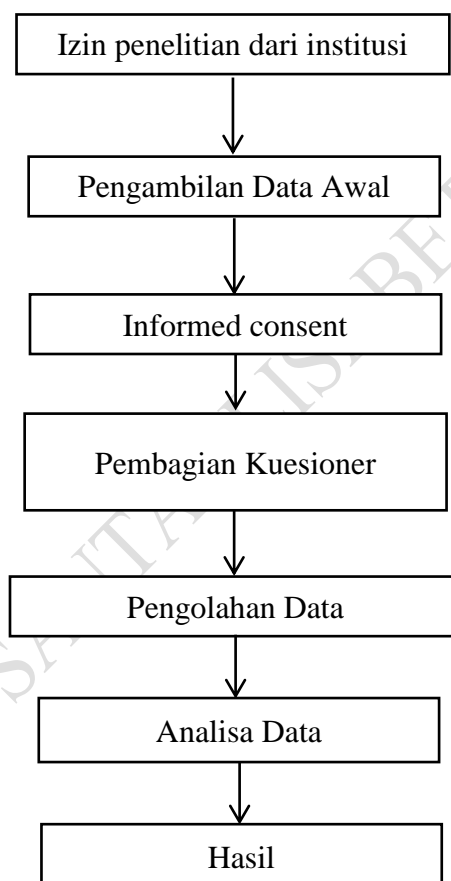 Izin penelitian dari institusi
Pengambilan Data Awal
Informed consent
Pembagian Kuesioner
Pengolahan Data
Analisa Data
Hasil